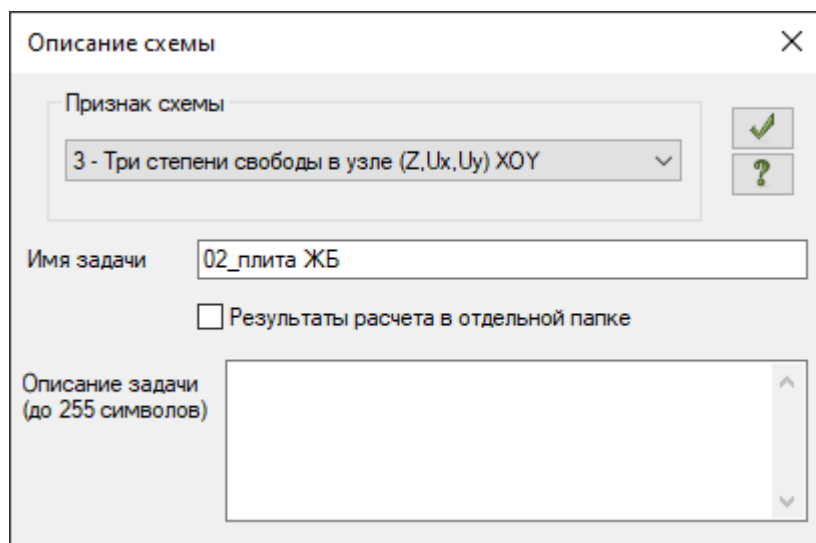 Описание схемы
Признак схемы
3 - Три степени свободы в узле (Z,Ux,Uy) XOY
?
Имя задачи
02_плита ЖБ
Результаты расчета в отдельной папке
Описание задачи
(до 255 символов)